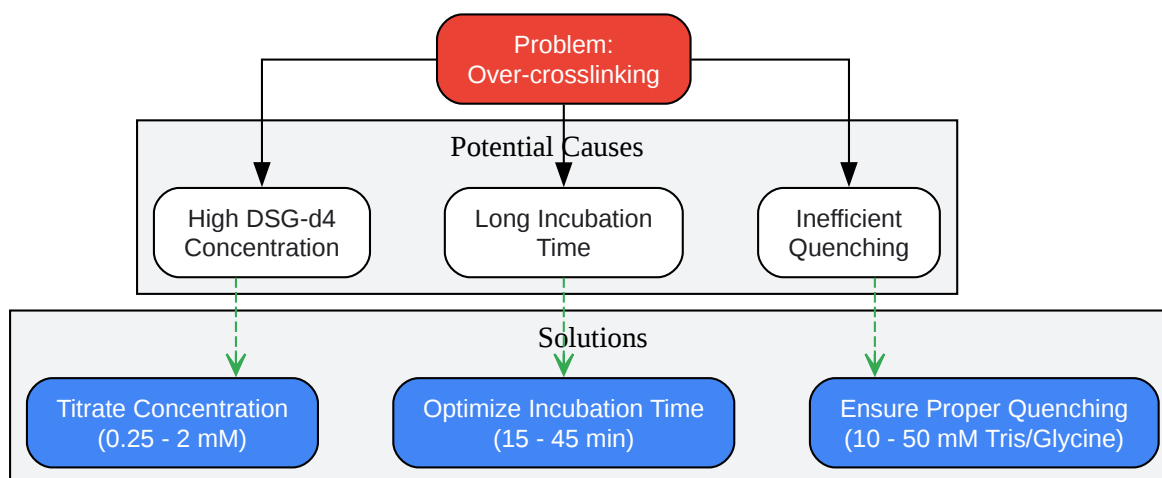 Problem:
Over-crosslinking
Potential Causes
High DSG-d4
Concentration
Long Incubation
Time
Inefficient
Quenching
Solutions
Titrate Concentration
(0.25 - 2 mM)
Optimize Incubation Time
(15 - 45 min)
Ensure Proper Quenching
(10 - 50 mM Tris/Glycine)